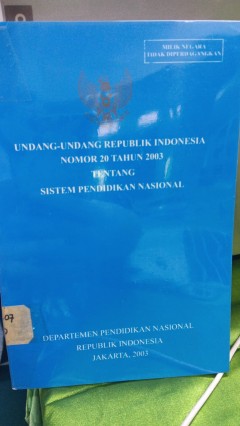 MILIK NEGARA
TIDAK DIPERDAGANGKAN
UNDANG-UNDANG REPUBLIK INDONESIA
NOMOR 20 TAHUN 2003
TENTANG
SISTEM PENDIDIKAN NASIONAL
07
DEPARTEMEN PENDIDIKAN NASIONAL
REPUBLIK INDONESIA
JAKARTA, 2003